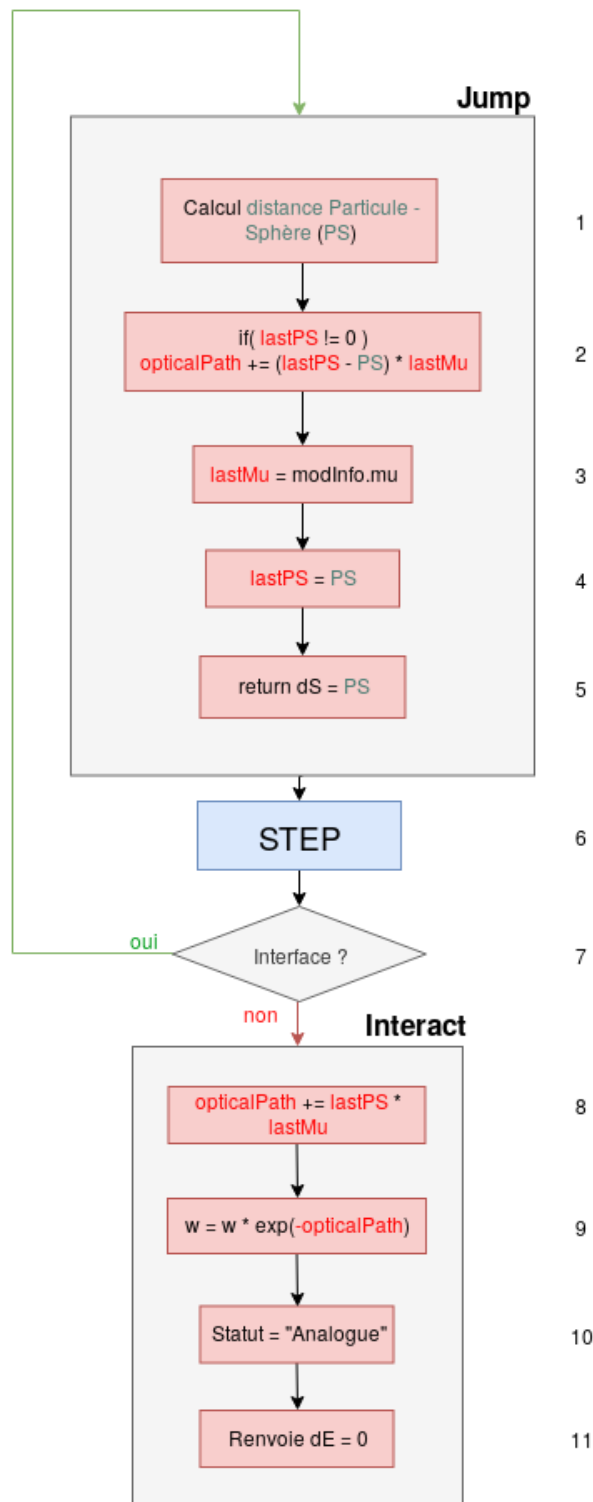 Jump
Calcul distance Particule -
Sphère (PS)
1
if( lastPS != 0 )
opticalPath += (lastPS - PS) * lastMu
2
lastMu = modInfo.mu
3
lastPS = PS
4
return dS = PS
5
STEP
6
oui
Interface ?
7
non
Interact
opticalPath += lastPS *
lastMu
8
w = w * exp(-opticalPath)
9
Statut = "Analogue"
10
Renvoie dE = 0
11